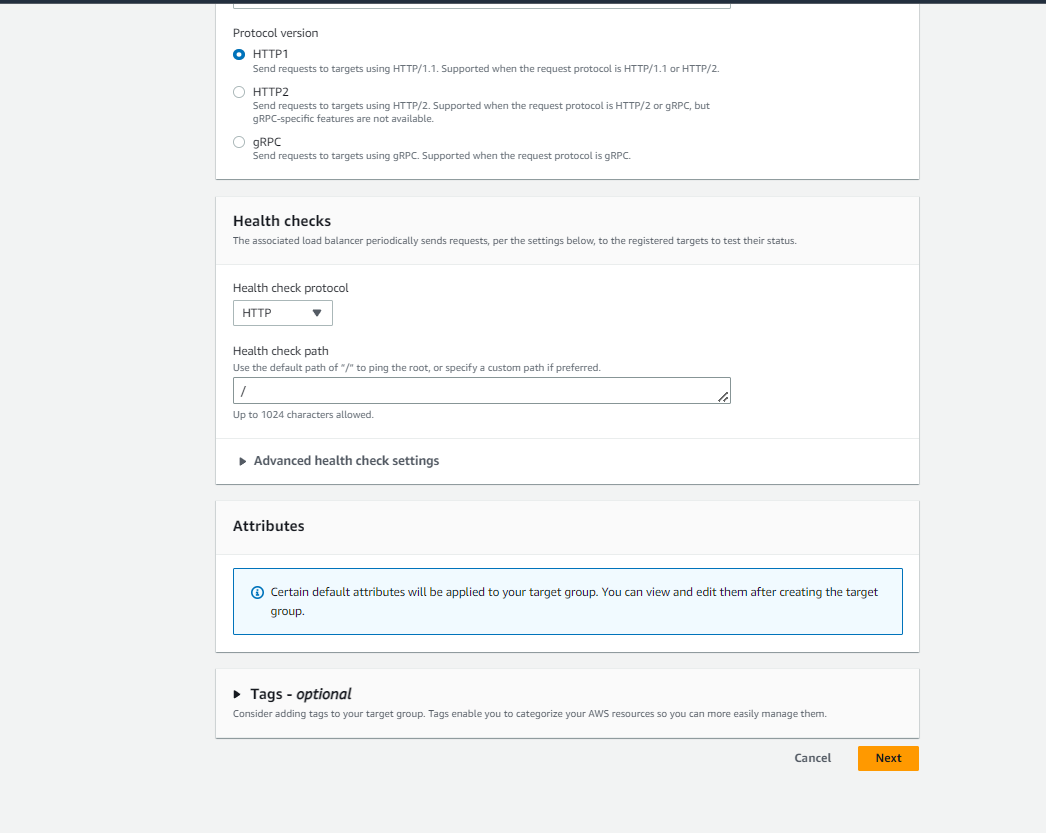 Protocol version
HTTP1
Send requests to targets using HTTP/1.1. Supported when the request protocol is HTTP/1.1 or HTTP/2.
HTTP2
Send requests to targets using HTTP/2. Supported when the request protocol is HTTP/2 or gRPC, but
gRPC-specific features are not available.
gRPC
Send requests to targets using gRPC. Supported when the request protocol is gRPC.
Health checks
The associated load balancer periodically sends requests, per the settings below, to the registered targets to test their status.
Health check protocol
HTTP
Health check path
Use the default path of "/" to ping the root, or specify a custom path if preferred.
/
Up to 1024 characters allowed.
Advanced health check settings
Attributes
Certain default attributes will be applied to your target group. You can view and edit them after creating the target
group.
Tags - optional
Consider adding tags to your target group. Tags enable you to categorize your AWS resources so you can more easily manage them.
Cancel
Next